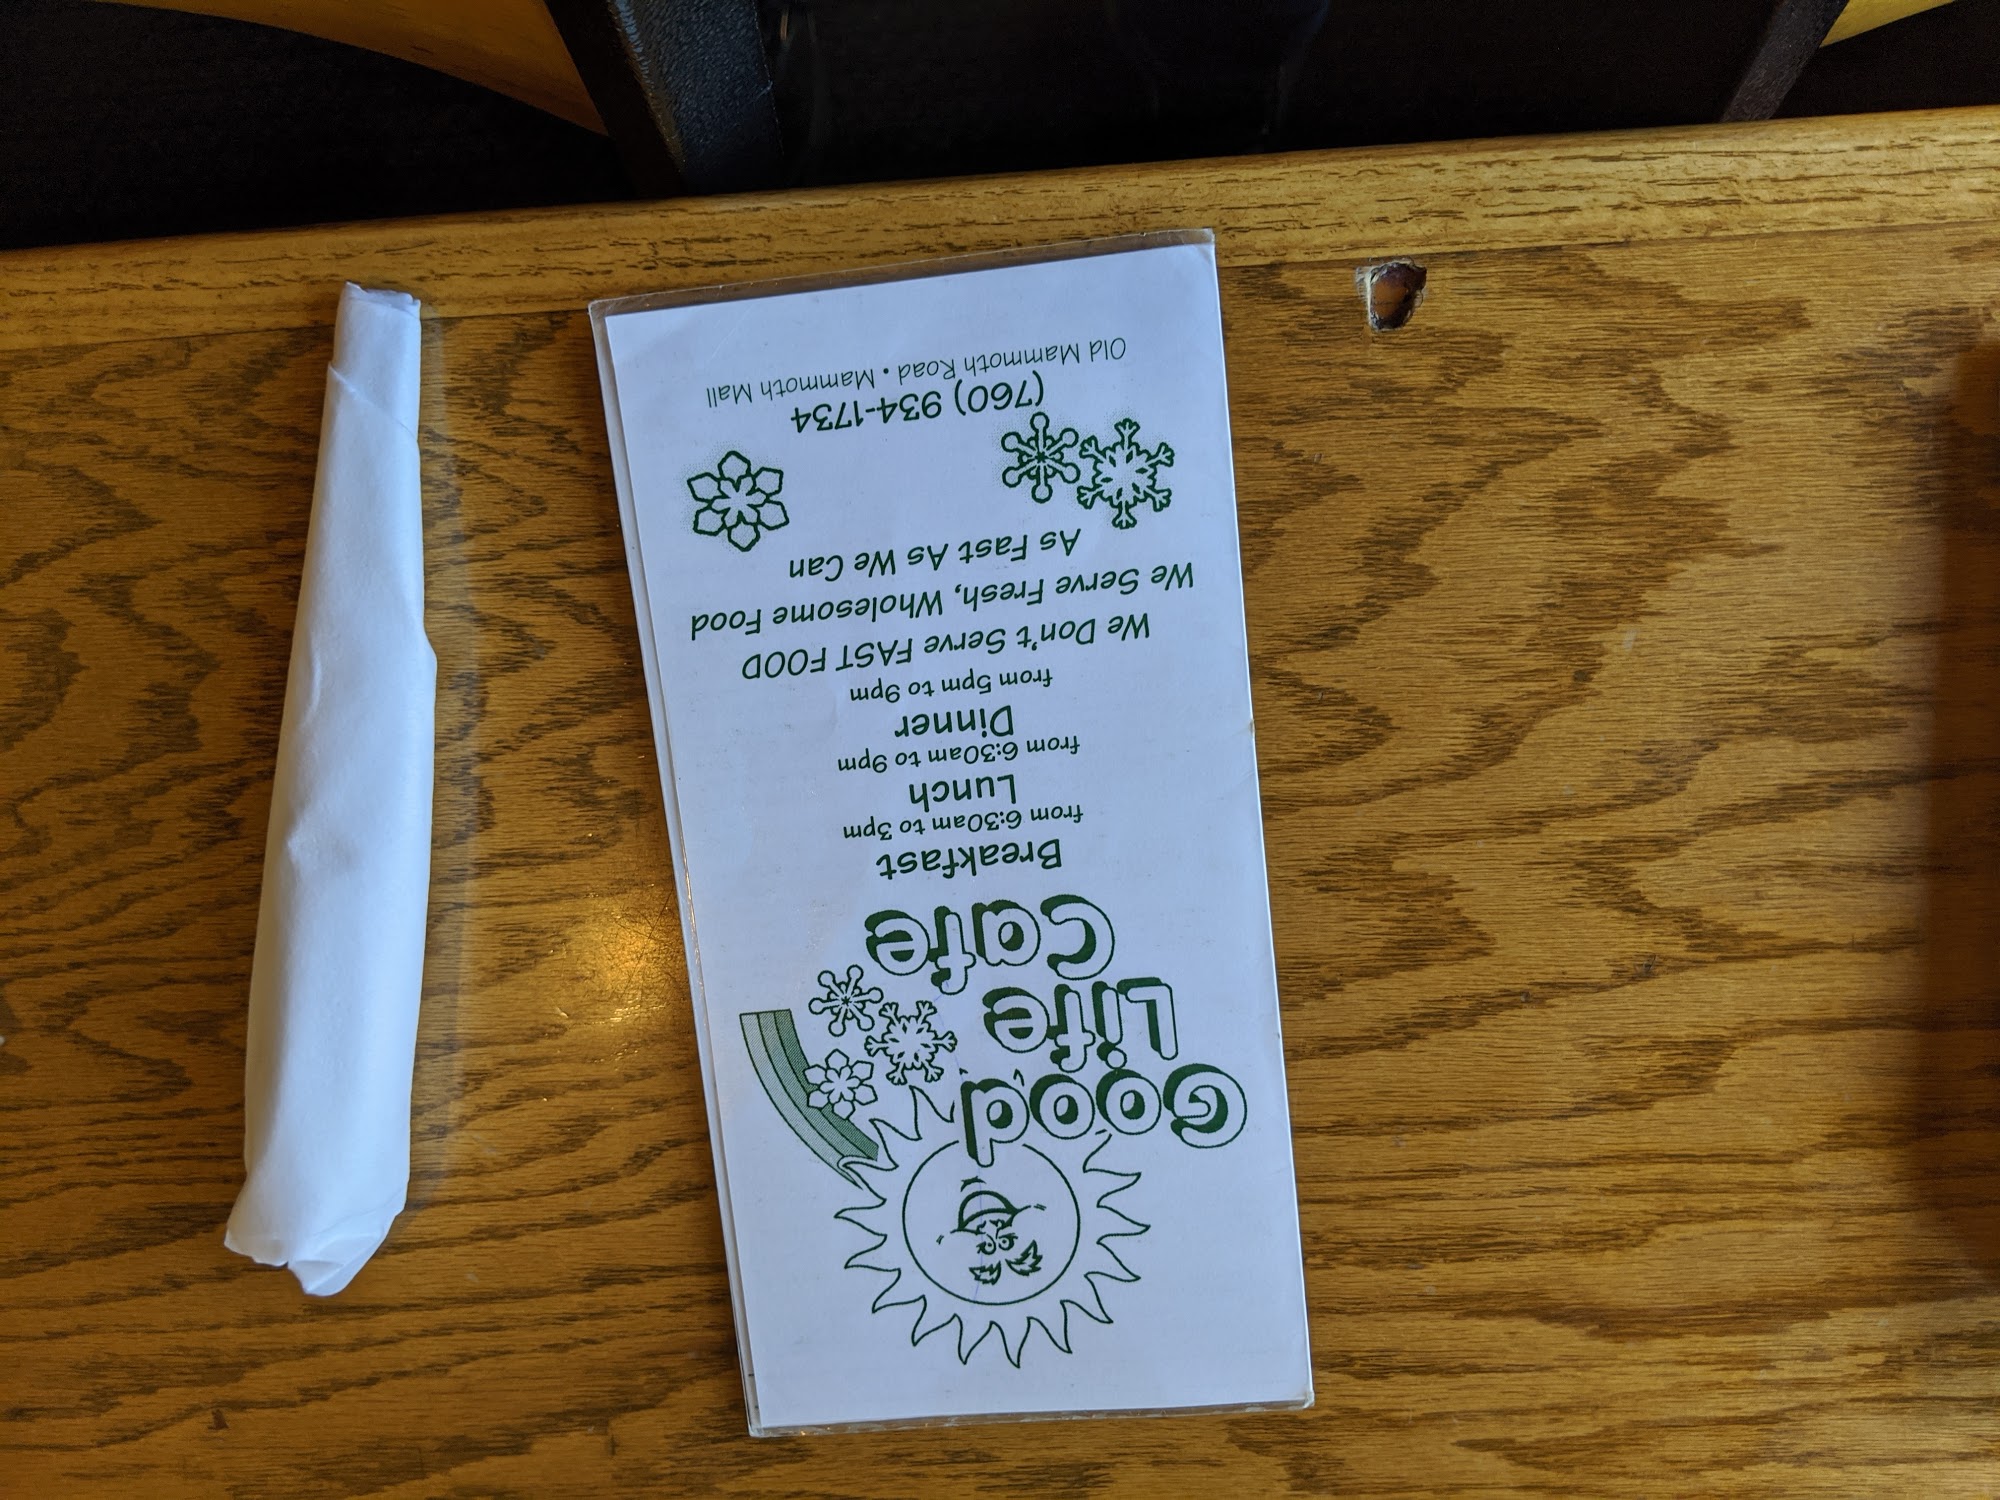 Good
Life
Cafe
Breakfast
from 6:30am to 3pm
Lunch
from 6:30am to 9pm
Dinner
from 5pm to 9pm
We Don't Serve FAST FOOD
We Serve Fresh, Wholesome Food
As Fast As We Can
(760) 934-1734
Old Mammoth Road • Mammoth Mall